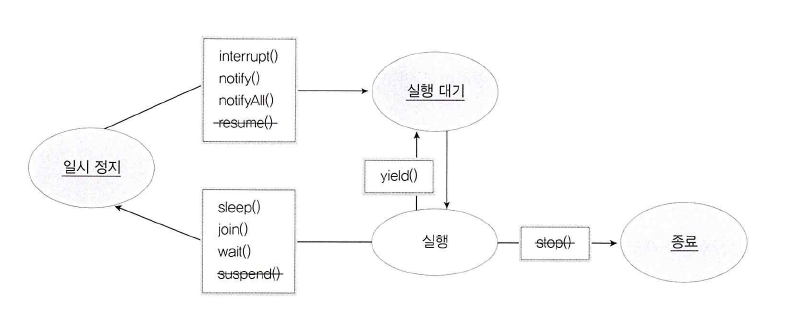 interrupt()
notify()
notifyAll()
resume()
실행 대기
일시 정지
yield()
sleep()
join()
wait()
suspend()
실행
stop()
종료